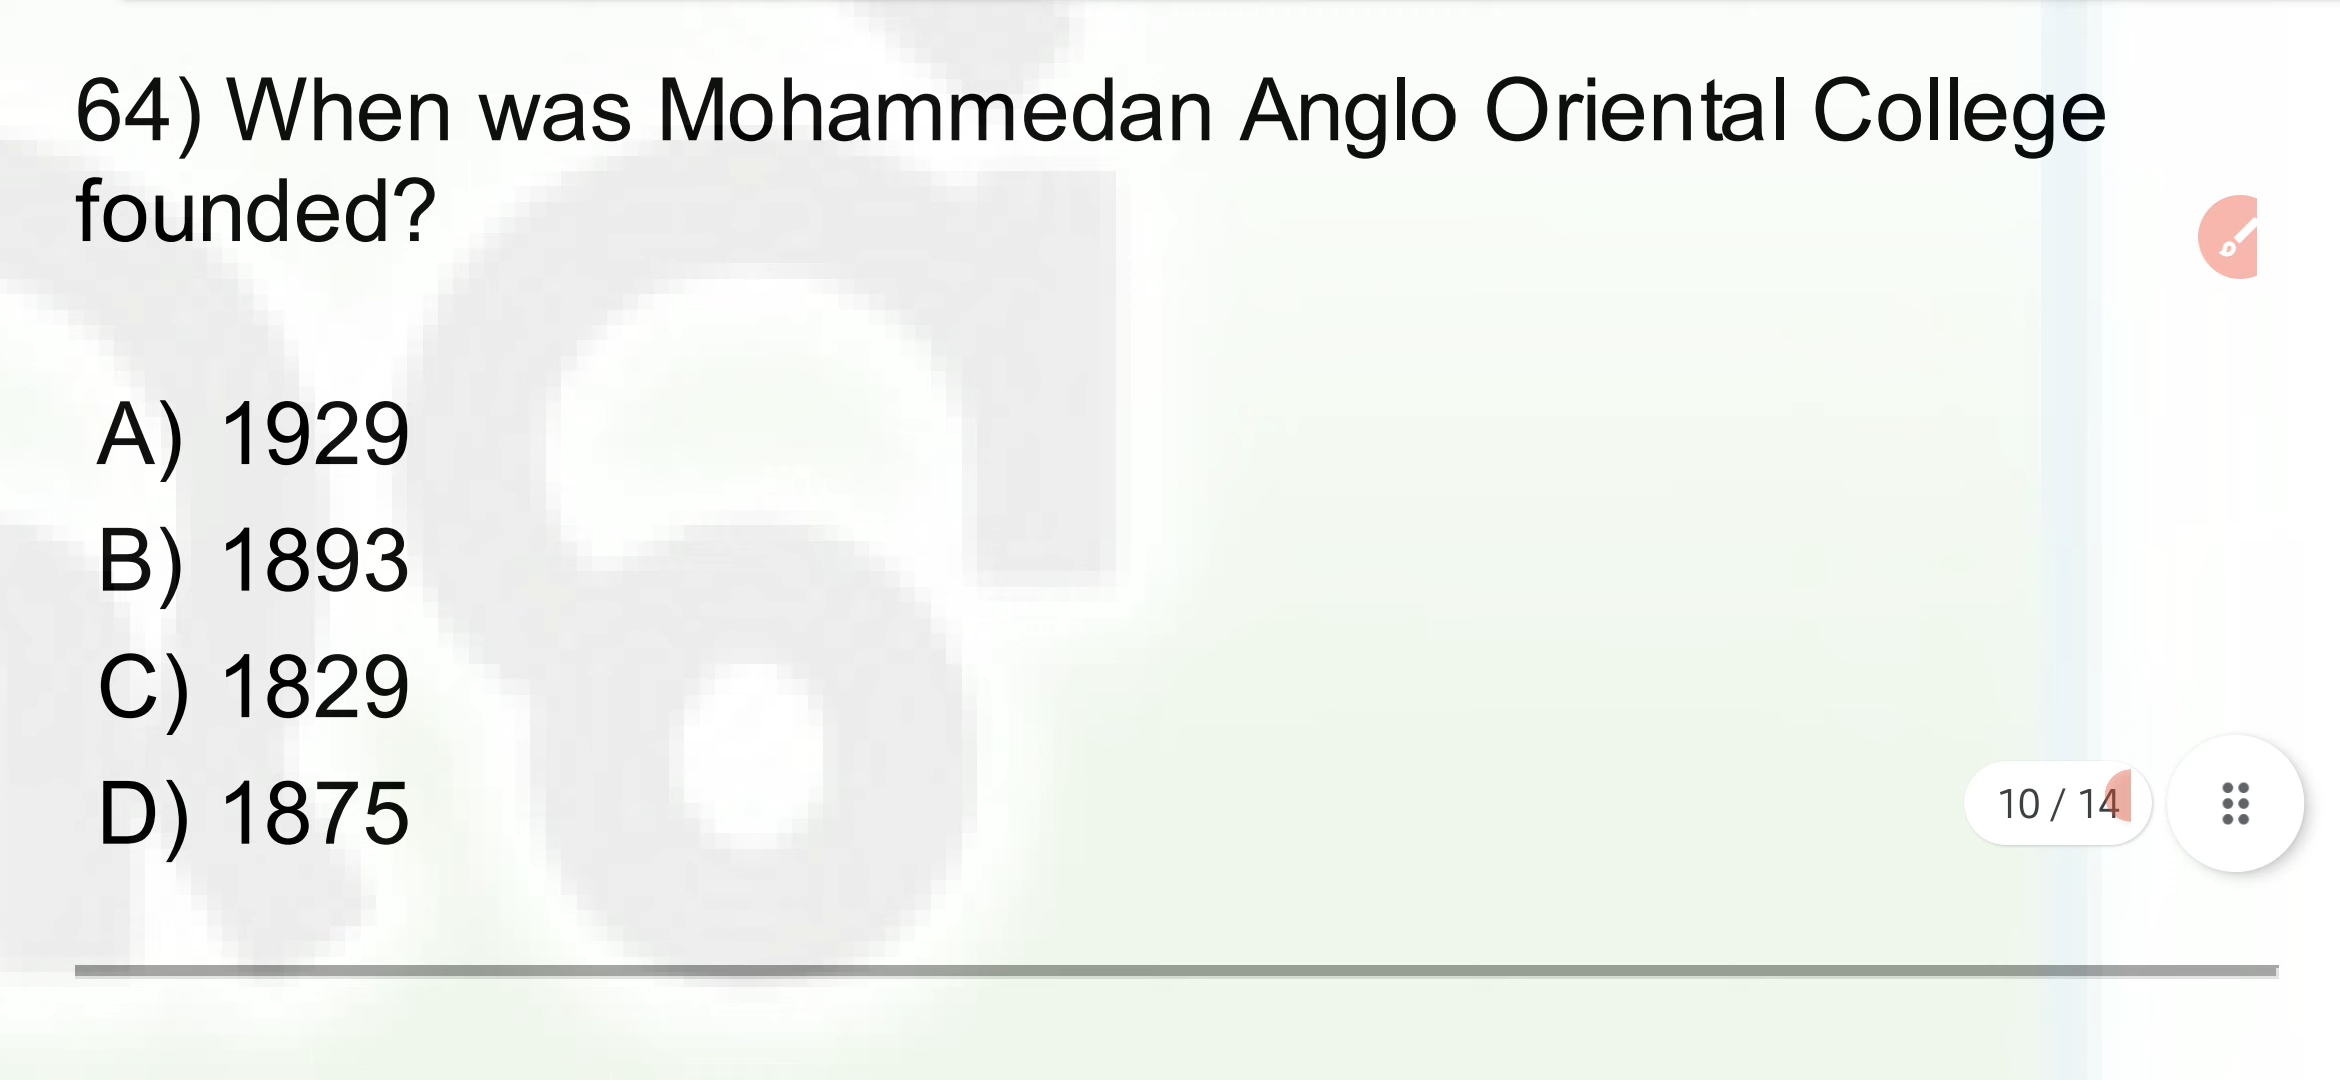 64) When was Mohammedan Anglo Oriental College
founded?
A) 1929
B) 1893
C) 1829
D) 1875
10 / 14